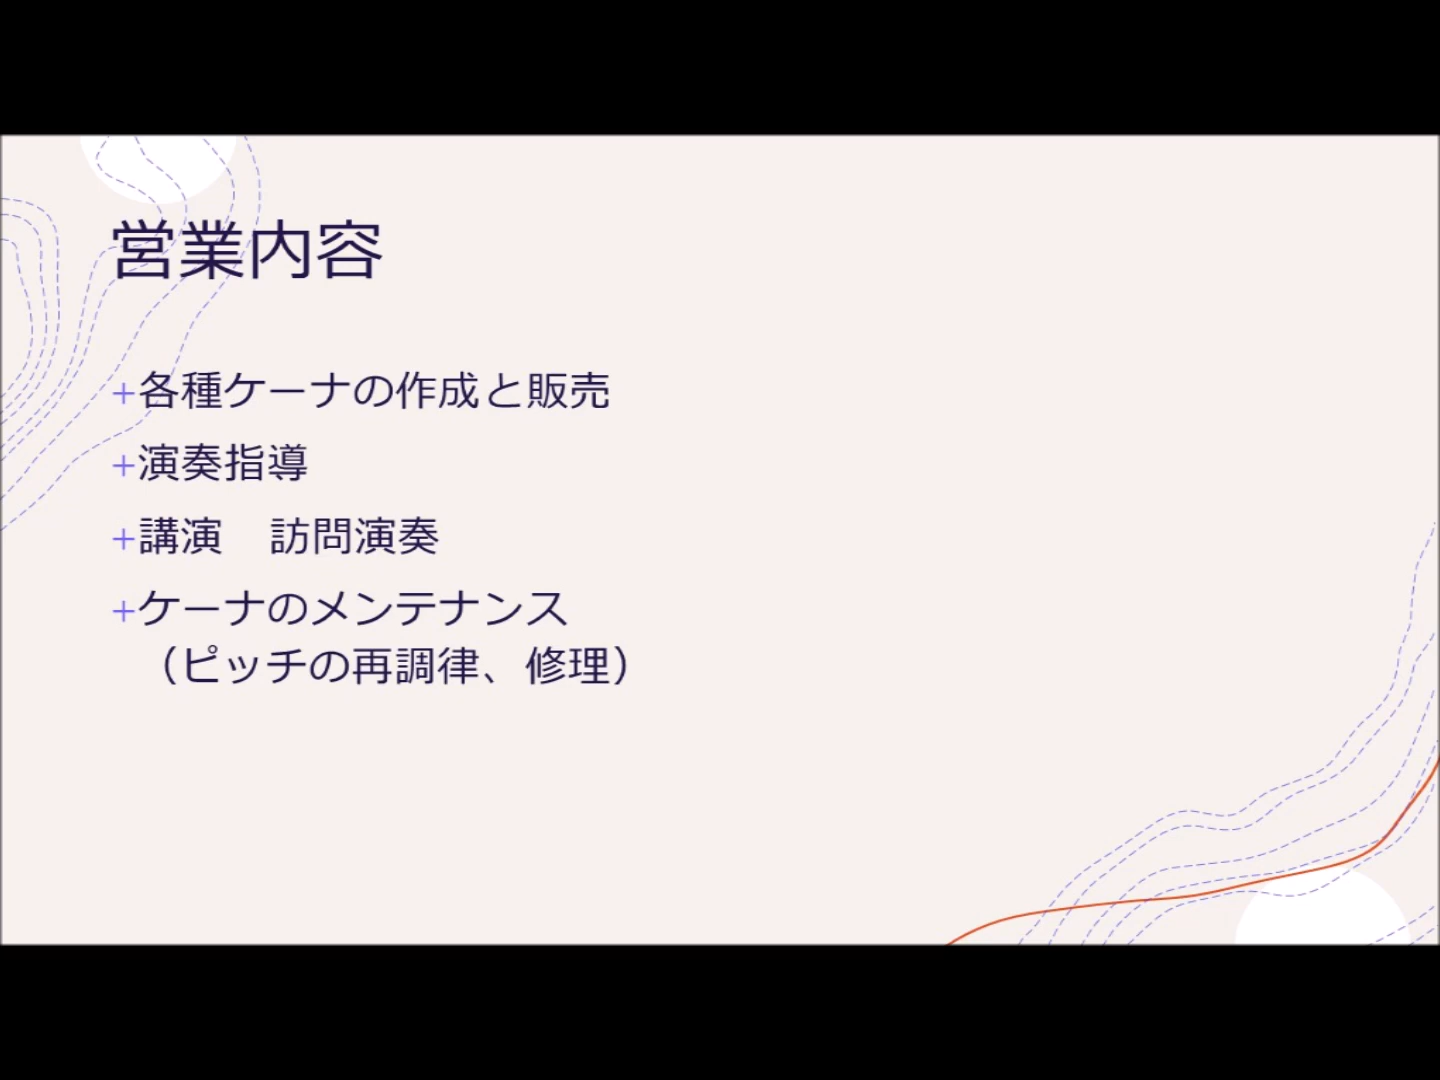 営業内容
+各種ケーナの作成と販売
+演奏指導
+講演　訪問演奏
+ケーナのメンテナンス
（ピッチの再調律、修理）